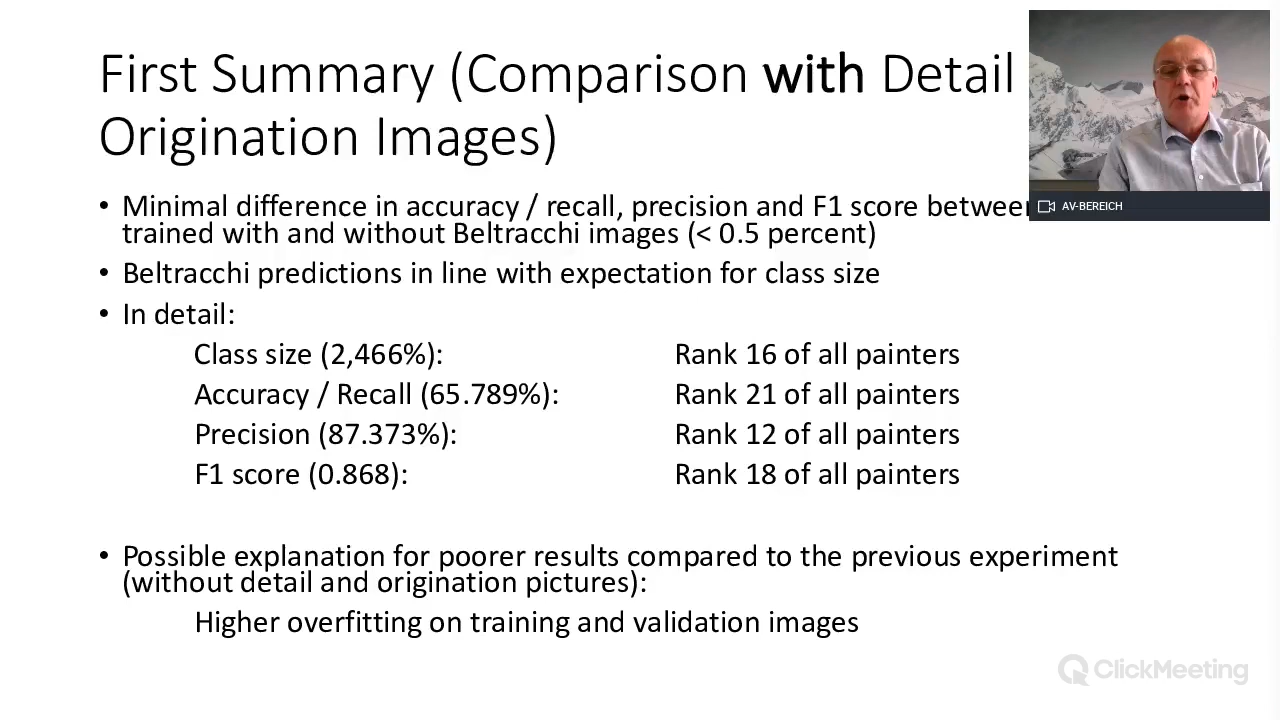 First Summary (Comparison with Detail
Origination Images)
• Minimal difference in accuracy / recall, precision and F1 score between
trained with and without Beltracchi images (< 0.5 percent)
• Beltracchi predictions in line with expectation for class size
• In detail:
Class size (2,466%): Rank 16 of all painters
Accuracy / Recall (65.789%): Rank 21 of all painters
Precision (87.373%): Rank 12 of all painters
F1 score (0.868): Rank 18 of all painters
• Possible explanation for poorer results compared to the previous experiment
(without detail and origination pictures):
Higher overfitting on training and validation images
AV-BEREICH
ClickMeeting